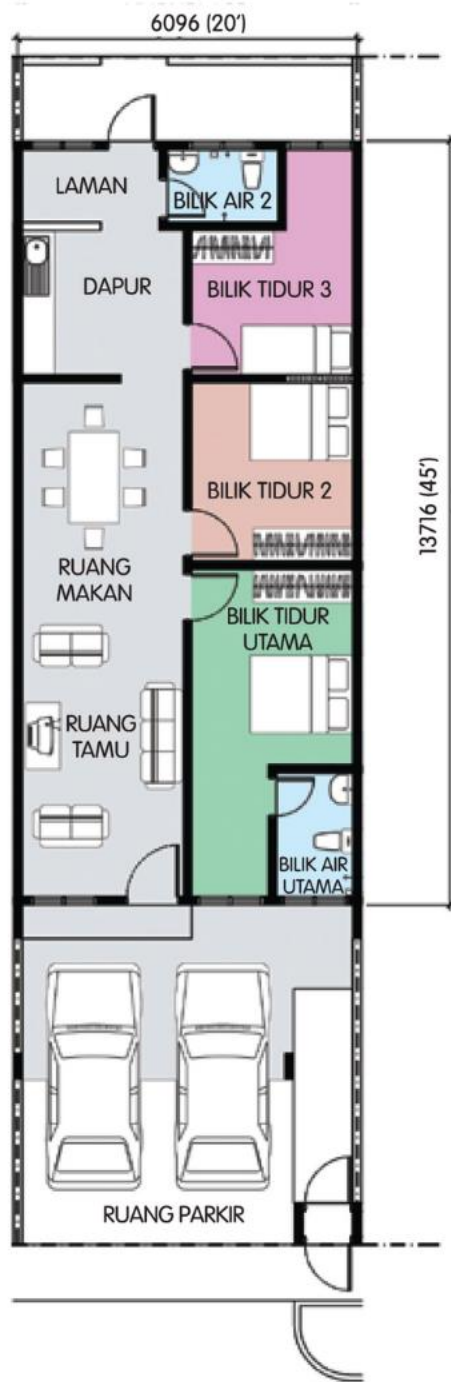 6096 (20')
LAMAN
BILIK AIR 2
DAPUR
BILIK TIDUR 3
BILIK TIDUR 2
13716 (45')
RUANG
MAKAN
BILIK TIDUR
UTAMA
RUANG
TAMU
BILIK AIR
UTAMA
RUANG PARKIR